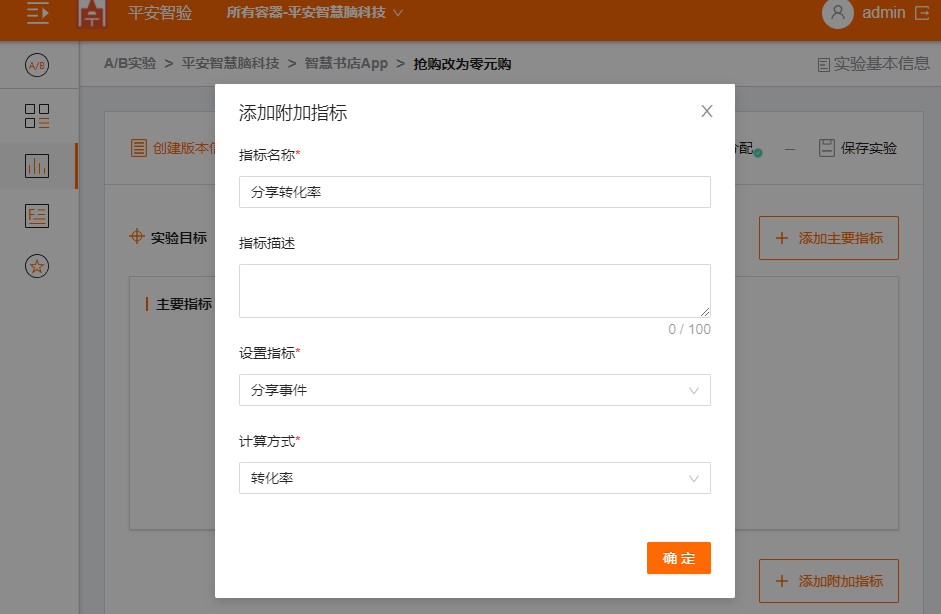 平安智验
所有容器-平安智慧脑科技
admin
A/B
A/B实验 > 平安智慧脑科技 > 智慧书店App > 抢购改为零元购
实验基本信息
创建版本信
配
保存实验
实验目标
添加主要指标
主要指标
添加附加指标
指标名称*
分享转化率
指标描述
0 / 100
设置指标*
分享事件
计算方式*
转化率
确定
添加附加指标